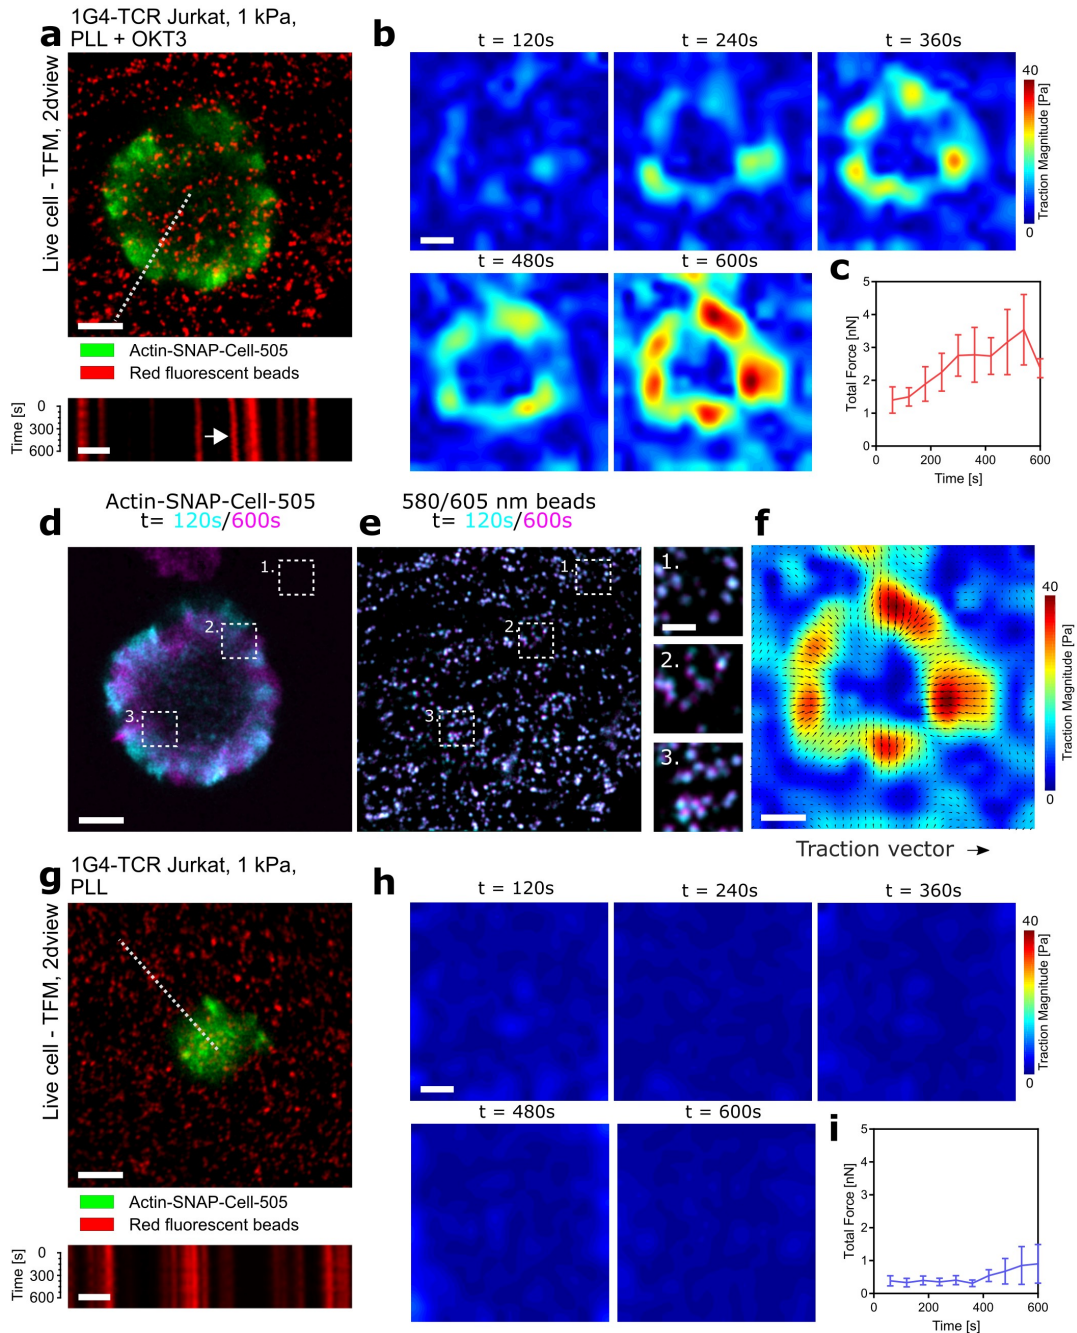 a
1G4-TCR Jurkat, 1 kPa,
PLL + OKT3
Live cell - TFM, 2dview
Actin-SNAP-Cell-505
Red fluorescent beads
Time [s]
0
300
600
b
t = 120s
t = 240s
t = 360s
40
Traction Magnitude [Pa]
0
t = 480s
t = 600s
c
Total Force [nN]
5
4
3
2
1
0
0 200 400 600
Time [s]
d
Actin-SNAP-Cell-505
t= 120s/600s
1.
2.
3.
e
580/605 nm beads
t= 120s/600s
1.
2.
3.
1.
2.
3.
f
40
Traction Magnitude [Pa]
0
Traction vector
g
1G4-TCR Jurkat, 1 kPa,
PLL
Live cell - TFM, 2dview
Actin-SNAP-Cell-505
Red fluorescent beads
Time [s]
0
300
600
h
t = 120s
t = 240s
t = 360s
40
Traction Magnitude [Pa]
0
t = 480s
t = 600s
i
Total Force [nN]
5
4
3
2
1
0
0 200 400 600
Time [s]